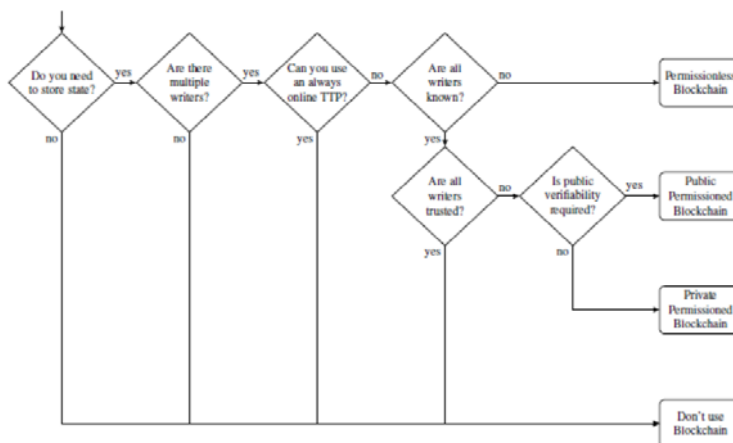 Do you need
to store state?
yes
no
Are there
multiple
writers?
yes
no
Can you use
an always
online TTP?
no
yes
Are all
writers
known?
no
yes
Permissionless
Blockchain
Are all
writers
trusted?
no
yes
Is public
verifiability
required?
yes
no
Public
Permissioned
Blockchain
Private
Permissioned
Blockchain
Don't use
Blockchain